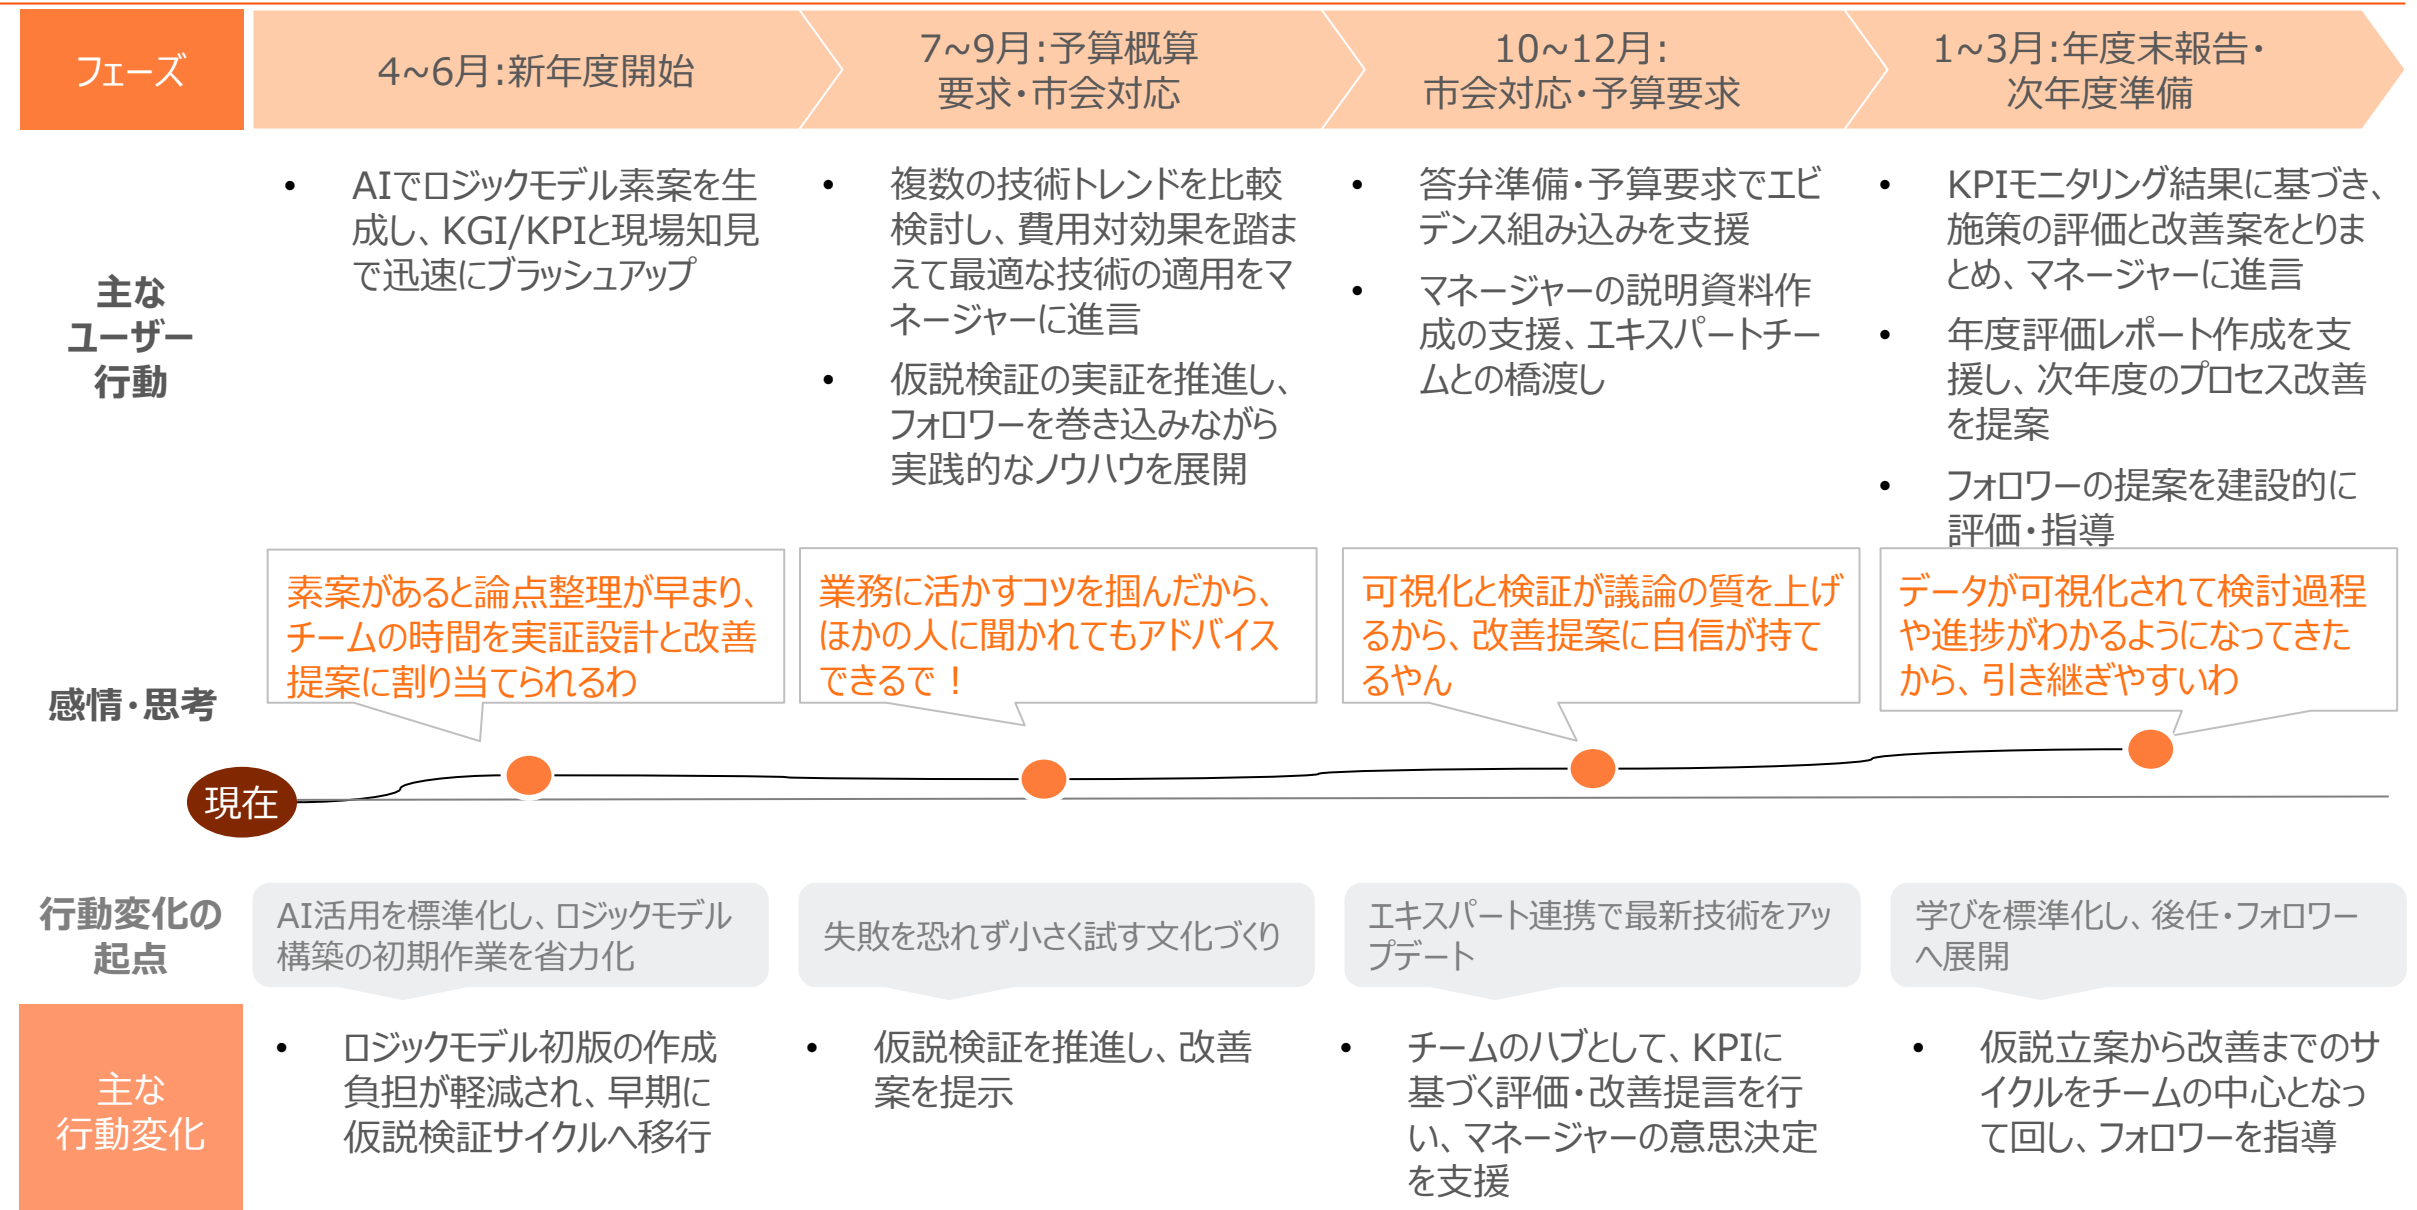 フェーズ
4~6月:新年度開始
7~9月:予算概算
要求・市会対応
10~12月:
市会対応・予算要求
1~3月:年度末報告・
次年度準備
主な
ユーザー
行動
• AIでロジックモデル素案を生
成し、KGI/KPIと現場知見
で迅速にブラッシュアップ
• 複数の技術トレンドを比較
検討し、費用対効果を踏ま
えて最適な技術の適用をマ
ネージャーに進言
• 仮説検証の実証を推進し、
フォロワーを巻き込みながら
実践的なノウハウを展開
• 答弁準備・予算要求でエビ
デンス組み込みを支援
• マネージャーの説明資料作
成の支援、エキスパートチー
ムとの橋渡し
• KPIモニタリング結果に基づき、
施策の評価と改善案をとりま
とめ、マネージャーに進言
• 年度評価レポート作成を支
援し、次年度のプロセス改善
を提案
• フォロワーの提案を建設的に
評価・指導
感情・思考
素案があると論点整理が早まり、
チームの時間を実証設計と改善
提案に割り当てられるわ
業務に活かすコツを掴んだから、
ほかの人に聞かれてもアドバイス
できるで！
可視化と検証が議論の質を上げ
るから、改善提案に自信が持て
るやん
データが可視化されて検討過程
や進捗がわかるようになってきた
から、引き継ぎやすいわ
現在
行動変化の
起点
AI活用を標準化し、ロジックモデル
構築の初期作業を省力化
失敗を恐れず小さく試す文化づくり
エキスパート連携で最新技術をアッ
プデート
学びを標準化し、後任・フォロワー
へ展開
主な
行動変化
• ロジックモデル初版の作成
負担が軽減され、早期に
仮説検証サイクルへ移行
• 仮説検証を推進し、改善
案を提示
• チームのハブとして、KPIに
基づく評価・改善提言を行
い、マネージャーの意思決定
を支援
• 仮説立案から改善までのサ
イクルをチームの中心となっ
て回し、フォロワーを指導